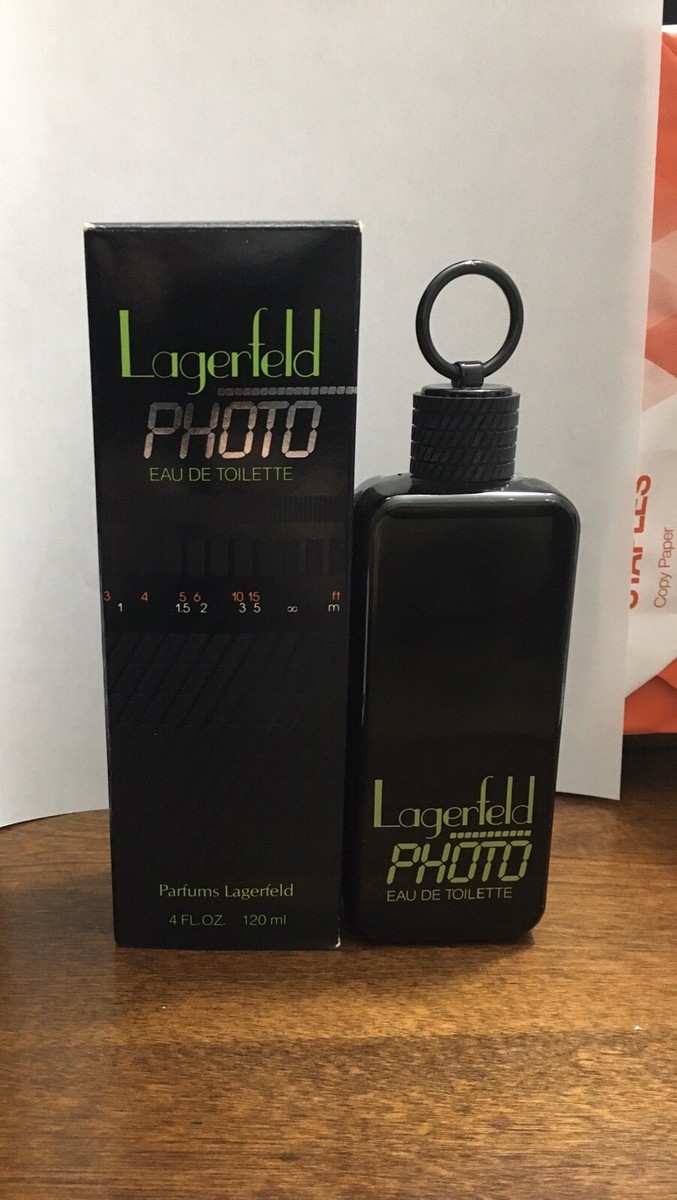 Lagerfeld
PHOTO
EAU DE TOILETTE
3 4 5 6 10 15 ft
1 1.5 2 3 5 ∞ m
Parfums Lagerfeld
4 FL. OZ. 120 ml
Lagerfeld
PHOTO
EAU DE TOILETTE
STAPLES
Copy Paper